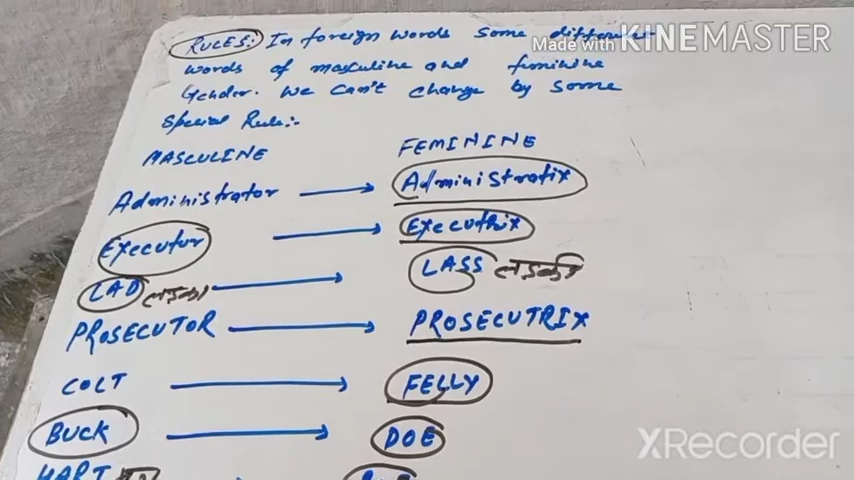 Made with KINEMASTER
RULES:- In foreign words some different
words of masculine and feminine
Gender. We can't change by some
Special Rule:-
MASCULINE FEMININE
Administrator → Administratix
Executor → Executrix
LAD लड़का → LASS लड़की
PROSECUTOR → PROSECUTRIX
COLT → FELLY
BUCK → DOE
HART
XRecorder